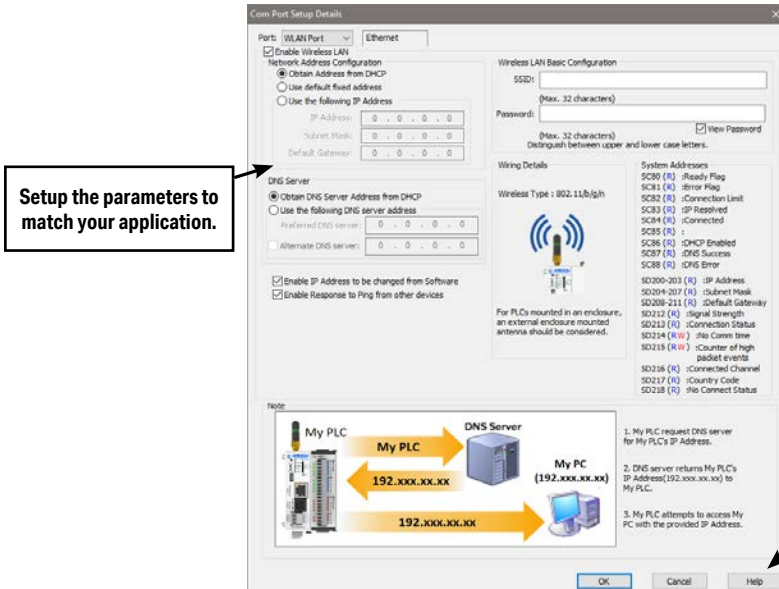 Com Port Setup Details
Port: WLAN Port Ethernet
Enable Wireless LAN
Network Address Configuration
Obtain Address from DHCP
Use default fixed address
Use the following IP Address
IP Address: 0 . 0 . 0 . 0
Subnet Mask: 0 . 0 . 0 . 0
Default Gateway: 0 . 0 . 0 . 0
DNS Server
Obtain DNS Server Address from DHCP
Use the following DNS server address
Preferred DNS server: 0 . 0 . 0 . 0
Alternate DNS server: 0 . 0 . 0 . 0
Enable IP Address to be changed from Software
Enable Response to Ping from other devices
Setup the parameters to
match your application.
Wireless LAN Basic Configuration
SSID:
(Max. 32 characters)
Password:
View Password
(Max. 32 characters)
Distinguish between upper and lower case letters.
Wiring Details
Wireless Type : 802.11/b/g/n
For PLCs mounted in an enclosure,
an external enclosure mounted
antenna should be considered.
System Addresses
SC80 (R) :Ready Flag
SC81 (R) :Error Flag
SC82 (R) :Connection Limit
SC83 (R) :IP Resolved
SC84 (R) :Connected
SC85 (R) :
SC86 (R) :DHCP Enabled
SC87 (R) :DNS Success
SC88 (R) :DNS Error
SD200-203 (R) :IP Address
SD204-207 (R) :Subnet Mask
SD208-211 (R) :Default Gateway
SD212 (R) :Signal Strength
SD213 (R) :Connection Status
SD214 (RW) :No Comm time
SD215 (RW) :Counter of high
packet events
SD216 (R) :Connected Channel
SD217 (R) :Country Code
SD218 (R) :No Connect Status
Note
My PLC
DNS Server
My PLC
192.xxx.xx.xx
My PC
(192.xxx.xx.xx)
192.xxx.xx.xx
1. My PLC request DNS server
for My PLC's IP Address.
2. DNS server returns My PLC's
IP Address(192.xxx.xx.xx) to
My PLC.
3. My PLC attempts to access My
PC with the provided IP Address.
OK Cancel Help